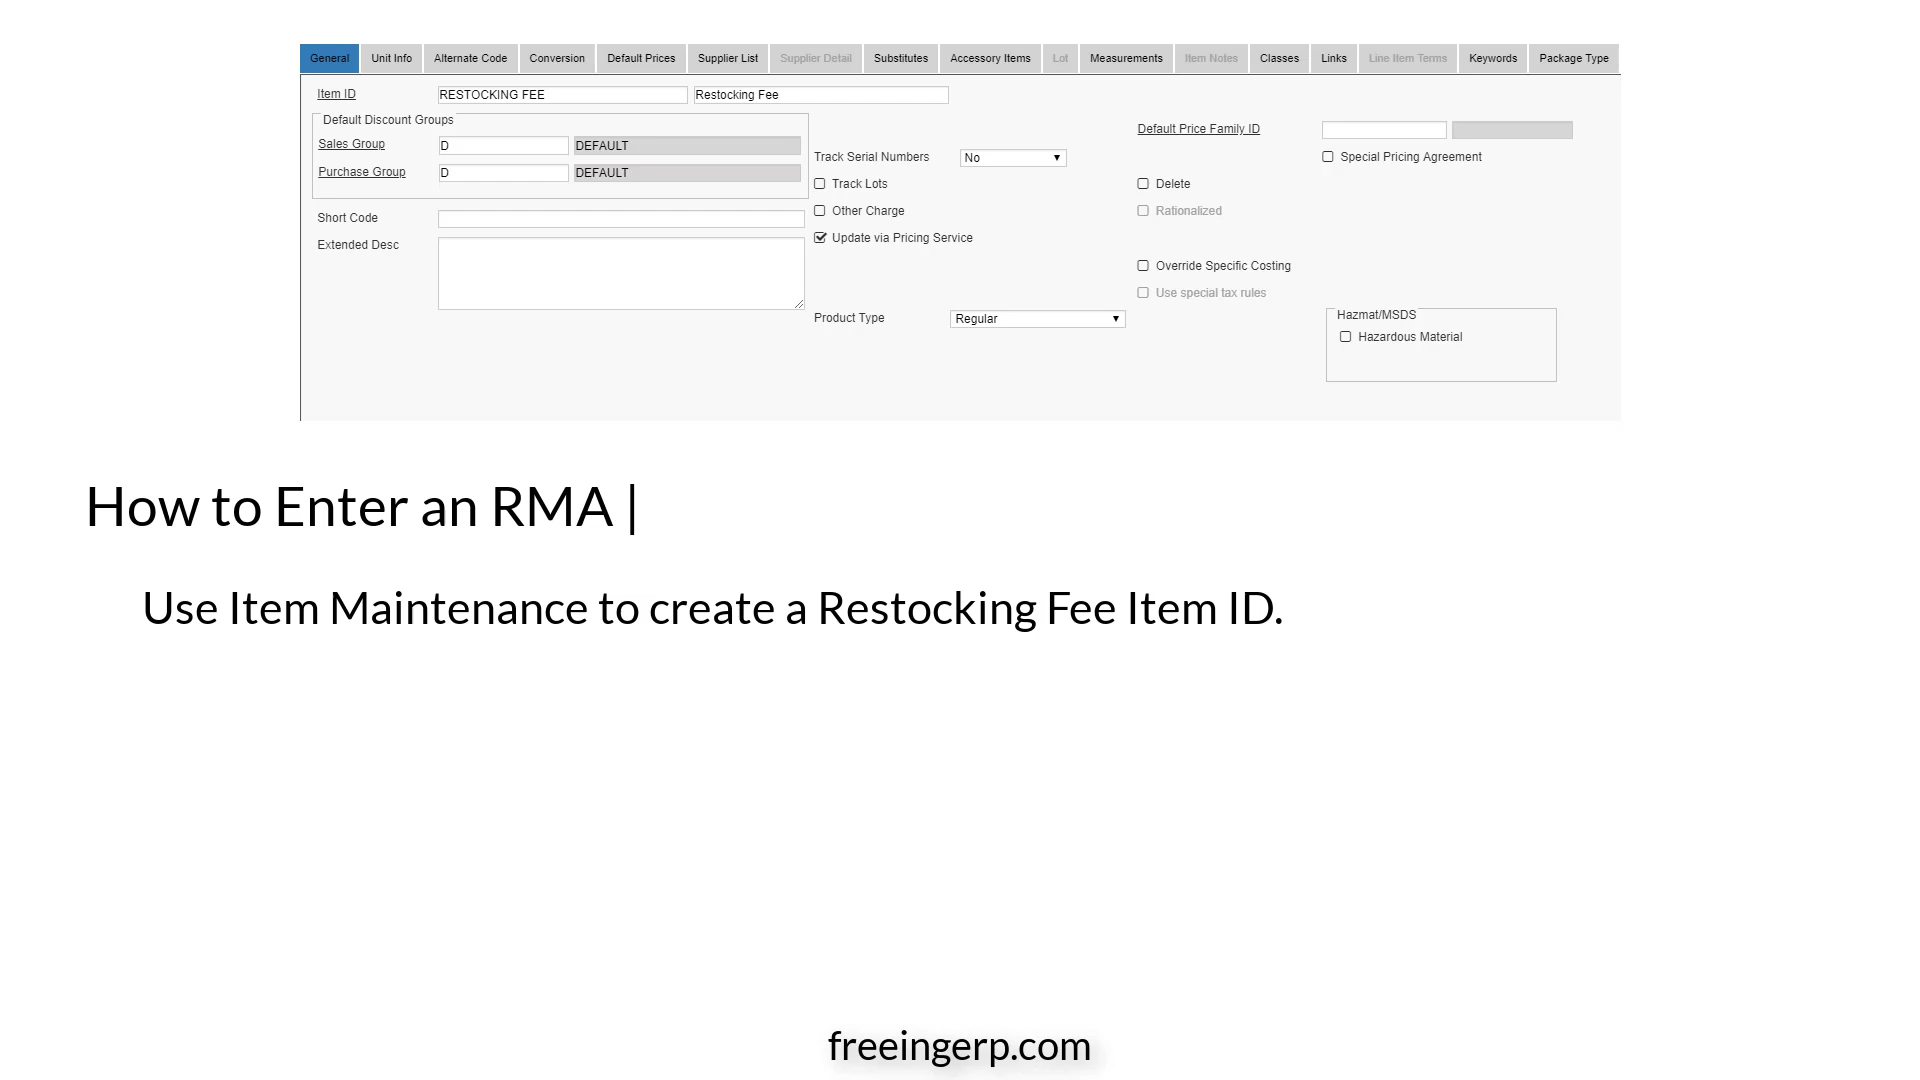 General Unit Info Alternate Code Conversion Default Prices Supplier List Supplier Detail Substitutes Accessory Items Lot Measurements Item Notes Classes Links Line Item Terms Keywords Package Type
Item ID RESTOCKING FEE Restocking Fee
Default Discount Groups
Sales Group D DEFAULT
Purchase Group D DEFAULT
Short Code
Extended Desc
Track Serial Numbers No
Track Lots
Other Charge
Update via Pricing Service
Product Type Regular
Default Price Family ID
Special Pricing Agreement
Delete
Rationalized
Override Specific Costing
Use special tax rules
Hazmat/MSDS
Hazardous Material
How to Enter an RMA |
Use Item Maintenance to create a Restocking Fee Item ID.
freeingerp.com